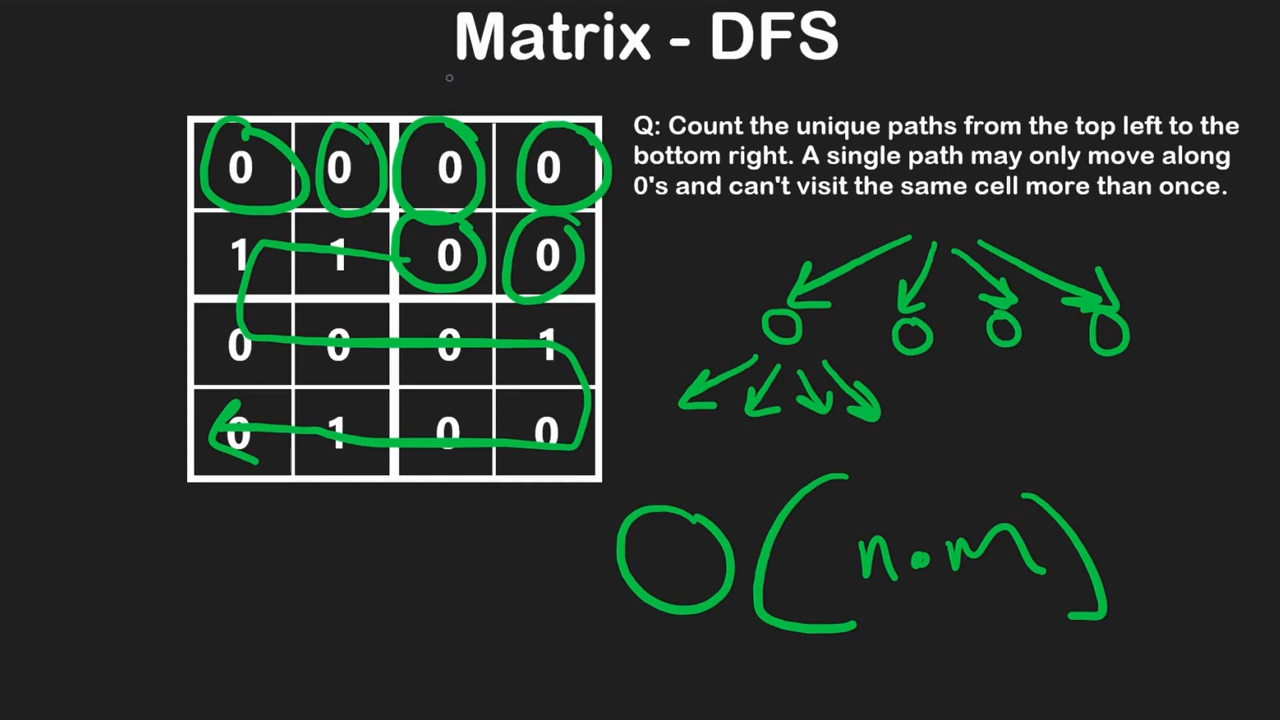 Matrix - DFS
Q: Count the unique paths from the top left to the
bottom right. A single path may only move along
0's and can't visit the same cell more than once.
0 0 0 0
1 1 0 0
0 0 0 1
0 1 0 0
O O O O
O(n·m)